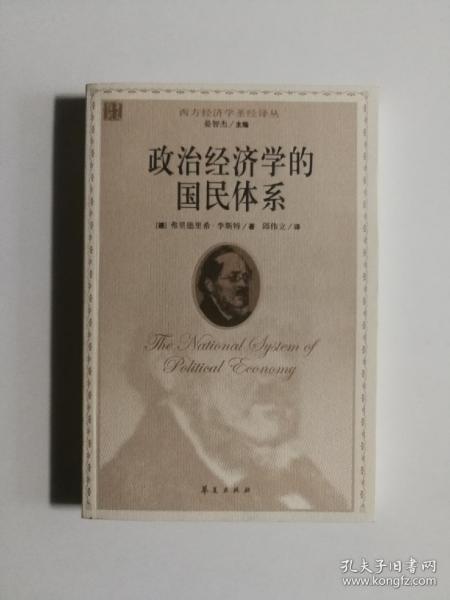 西方经济学圣经译丛
晏智杰/主编
政治经济学的
国民体系
[德] 弗里德里希·李斯特/著 邱伟立/译
The National System of
Political Economy
华夏出版社
孔夫子旧书网
www.kongfz.com